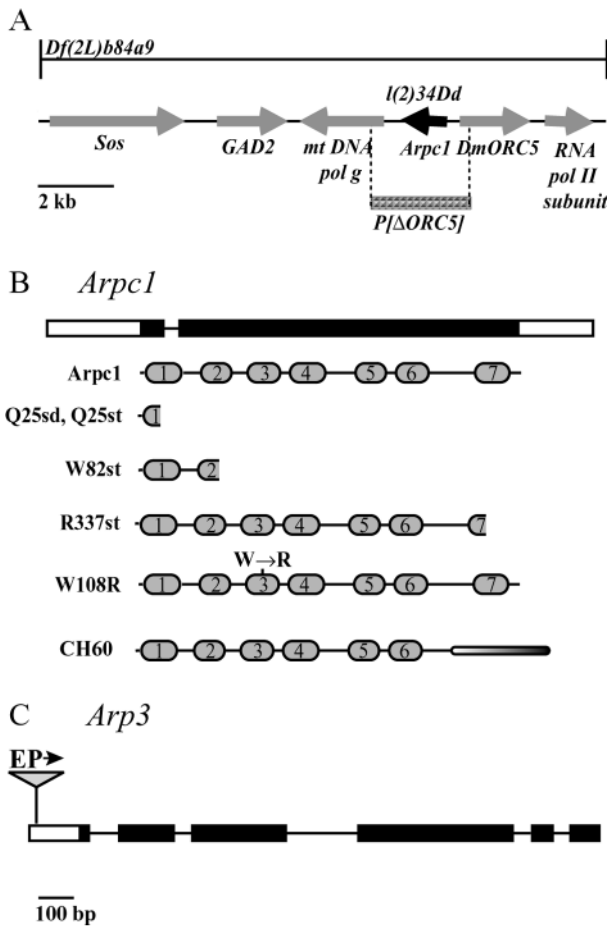 A
Df(2L)b84a9
l(2)34Dd
Sos GAD2 mt DNA Arpc1 DmORC5 RNA
pol g pol II
subunit
2 kb
P[ΔORC5]
B Arpc1
Arpc1 1 2 3 4 5 6 7
Q25sd, Q25st 1
W82st 1 2
R337st 1 2 3 4 5 6 7
W→R
W108R 1 2 3 4 5 6 7
CH60 1 2 3 4 5 6
C Arp3
EP
100 bp